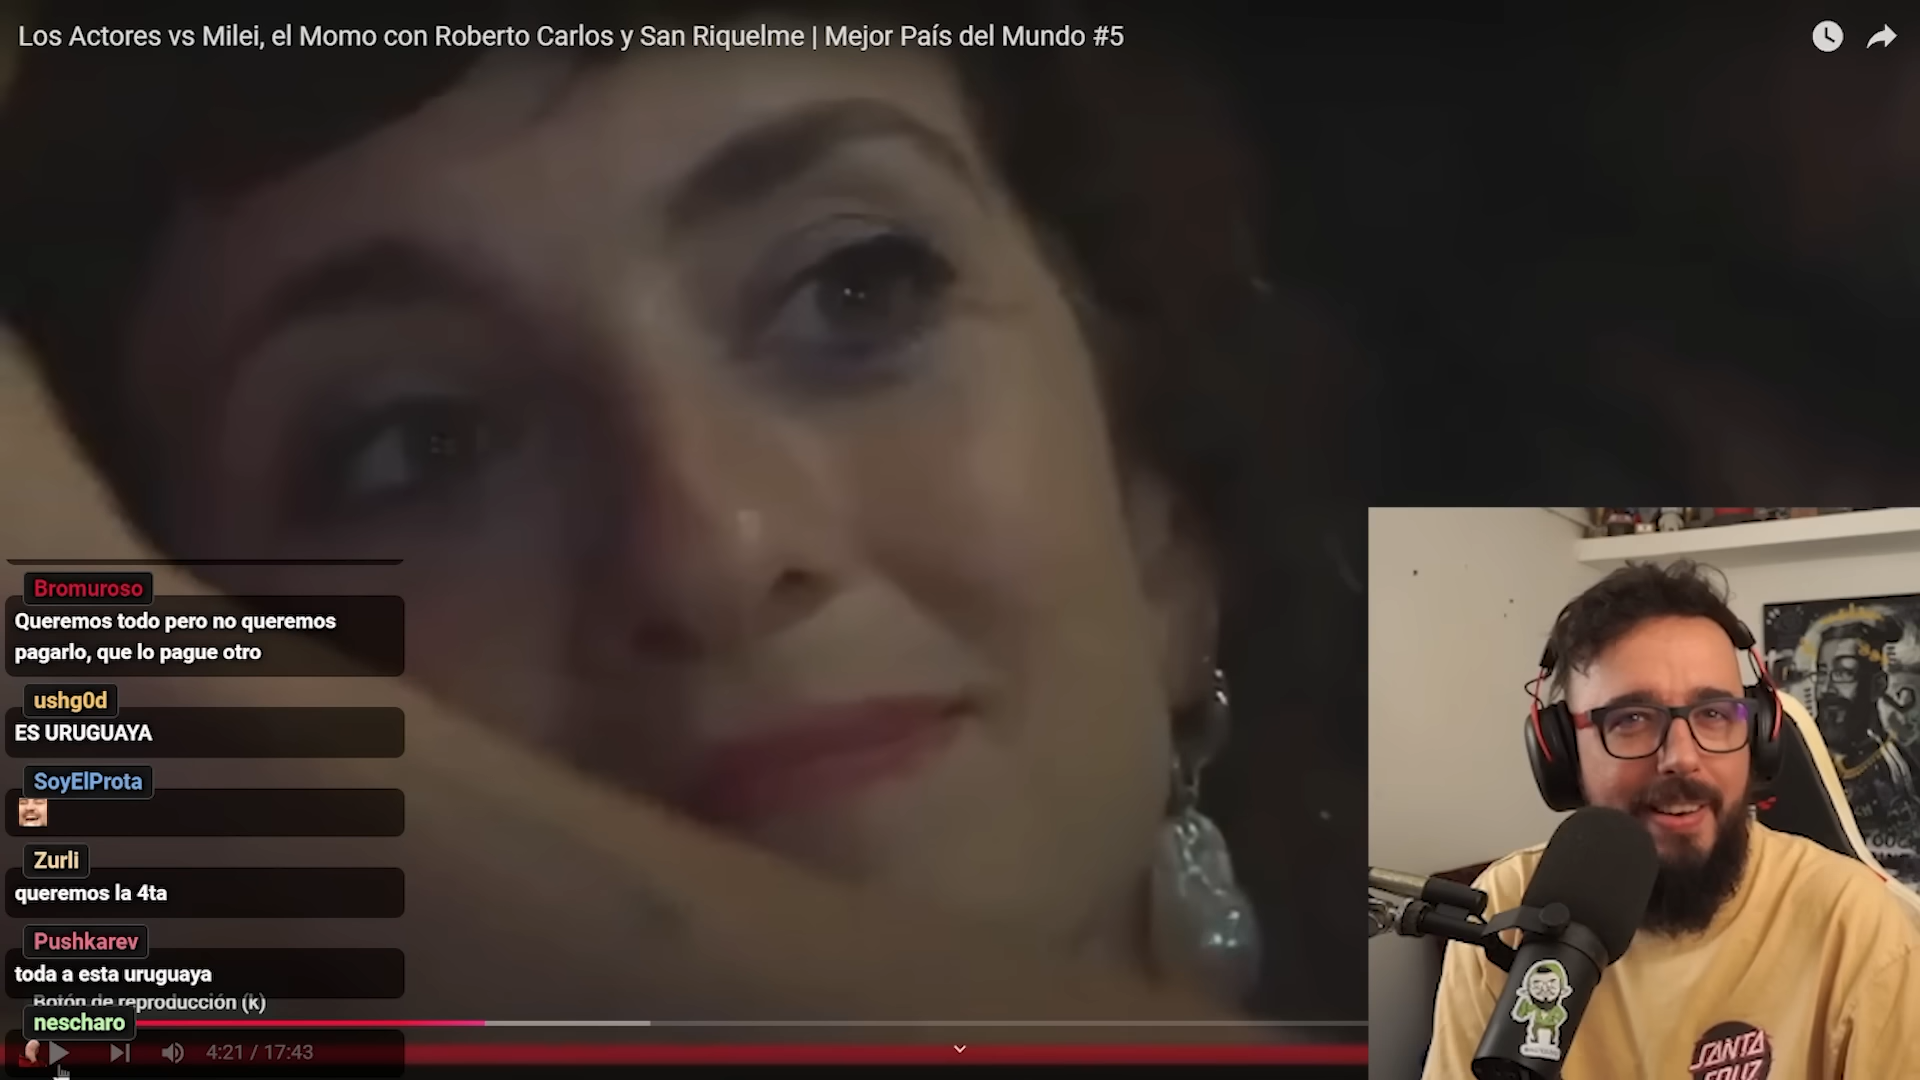 Los Actores vs Milei, el Momo con Roberto Carlos y San Riquelme | Mejor País del Mundo #5
Bromuroso
Queremos todo pero no queremos
pagarlo, que lo pague otro
ushg0d
ES URUGUAYA
SoyElProta
Zurli
queremos la 4ta
Pushkarev
toda a esta uruguaya
Botón de reproducción (k)
nescharo
4:21 / 17:43
SANTA
CRUZ